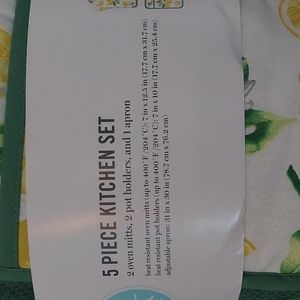 5 PIECE KITCHEN SET
2 oven mitts, 2 pot holders, and 1 apron
heat resistant oven mitts (up to 400°F/204°C): 7 in x 12.5 in (17.7 cm x 31.7 cm)
heat resistant pot holders (up to 400°F/204°C): 7 in x 10 in (17.7 cm x 25.4 cm)
adjustable apron: 31 in x 30 in (78.7 cm x 76.2 cm)